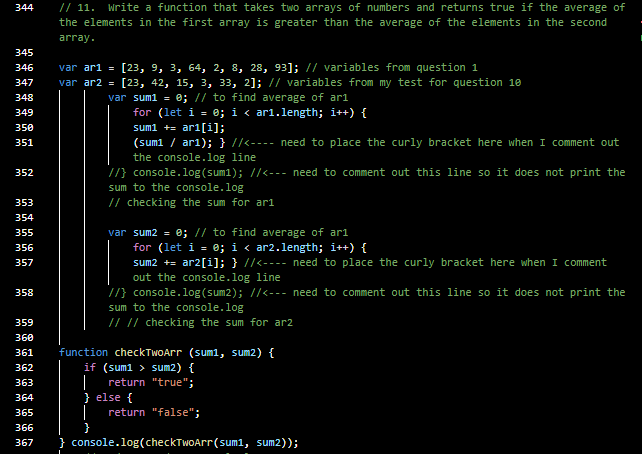 344 // 11.  Write a function that takes two arrays of numbers and returns true if the average of
the elements in the first array is greater than the average of the elements in the second
array.
345
346 var ar1 = [23, 9, 3, 64, 2, 8, 28, 93]; // variables from question 1
347 var ar2 = [23, 42, 15, 3, 33, 2]; // variables from my test for question 10
348 var sum1 = 0; // to find average of ar1
349 for (let i = 0; i < ar1.length; i++) {
350 sum1 += ar1[i];
351 (sum1 / ar1); } //<---- need to place the curly bracket here when I comment out
the console.log line
352 //} console.log(sum1); //<--- need to comment out this line so it does not print the
sum to the console.log
353 // checking the sum for ar1
354
355 var sum2 = 0; // to find average of ar1
356 for (let i = 0; i < ar2.length; i++) {
357 sum2 += ar2[i]; } //<---- need to place the curly bracket here when I comment
out the console.log line
358 //} console.log(sum2); //<--- need to comment out this line so it does not print the
sum to the console.log
359 // // checking the sum for ar2
360
361 function checkTwoArr (sum1, sum2) {
362 if (sum1 > sum2) {
363 return "true";
364 } else {
365 return "false";
366 }
367 } console.log(checkTwoArr(sum1, sum2));